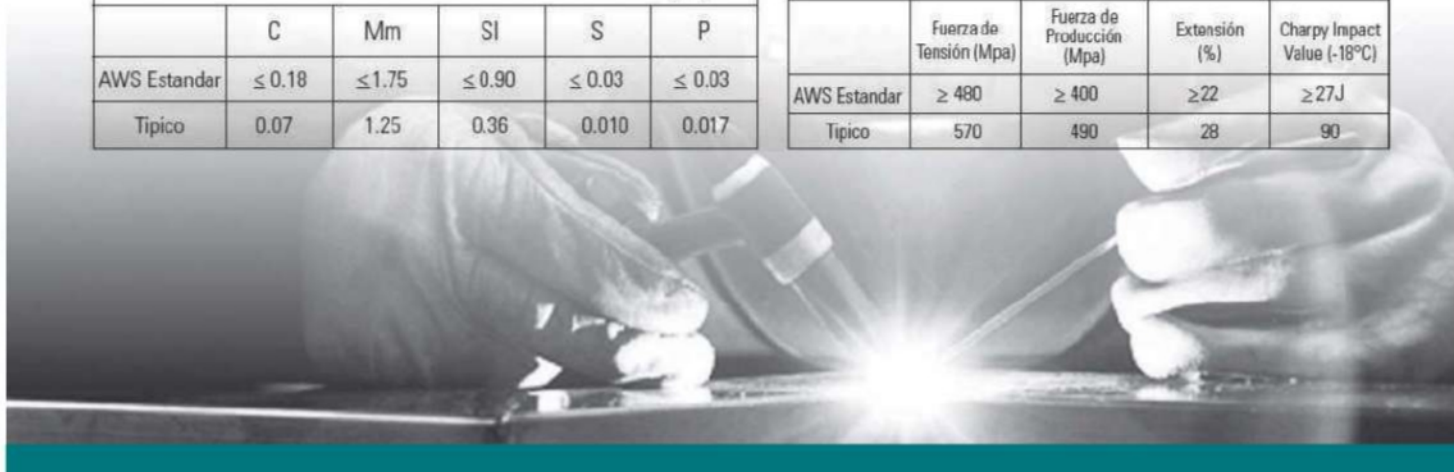 C Mm SI S P
AWS Estandar ≤ 0.18 ≤1.75 ≤ 0.90 ≤ 0.03 ≤ 0.03
Tipico 0.07 1.25 0.36 0.010 0.017
Fuerza de Tensión (Mpa) Fuerza de Producción (Mpa) Extensión (%) Charpy Impact Value (-18°C)
AWS Estandar ≥ 480 ≥ 400 ≥22 ≥27J
Tipico 570 490 28 90